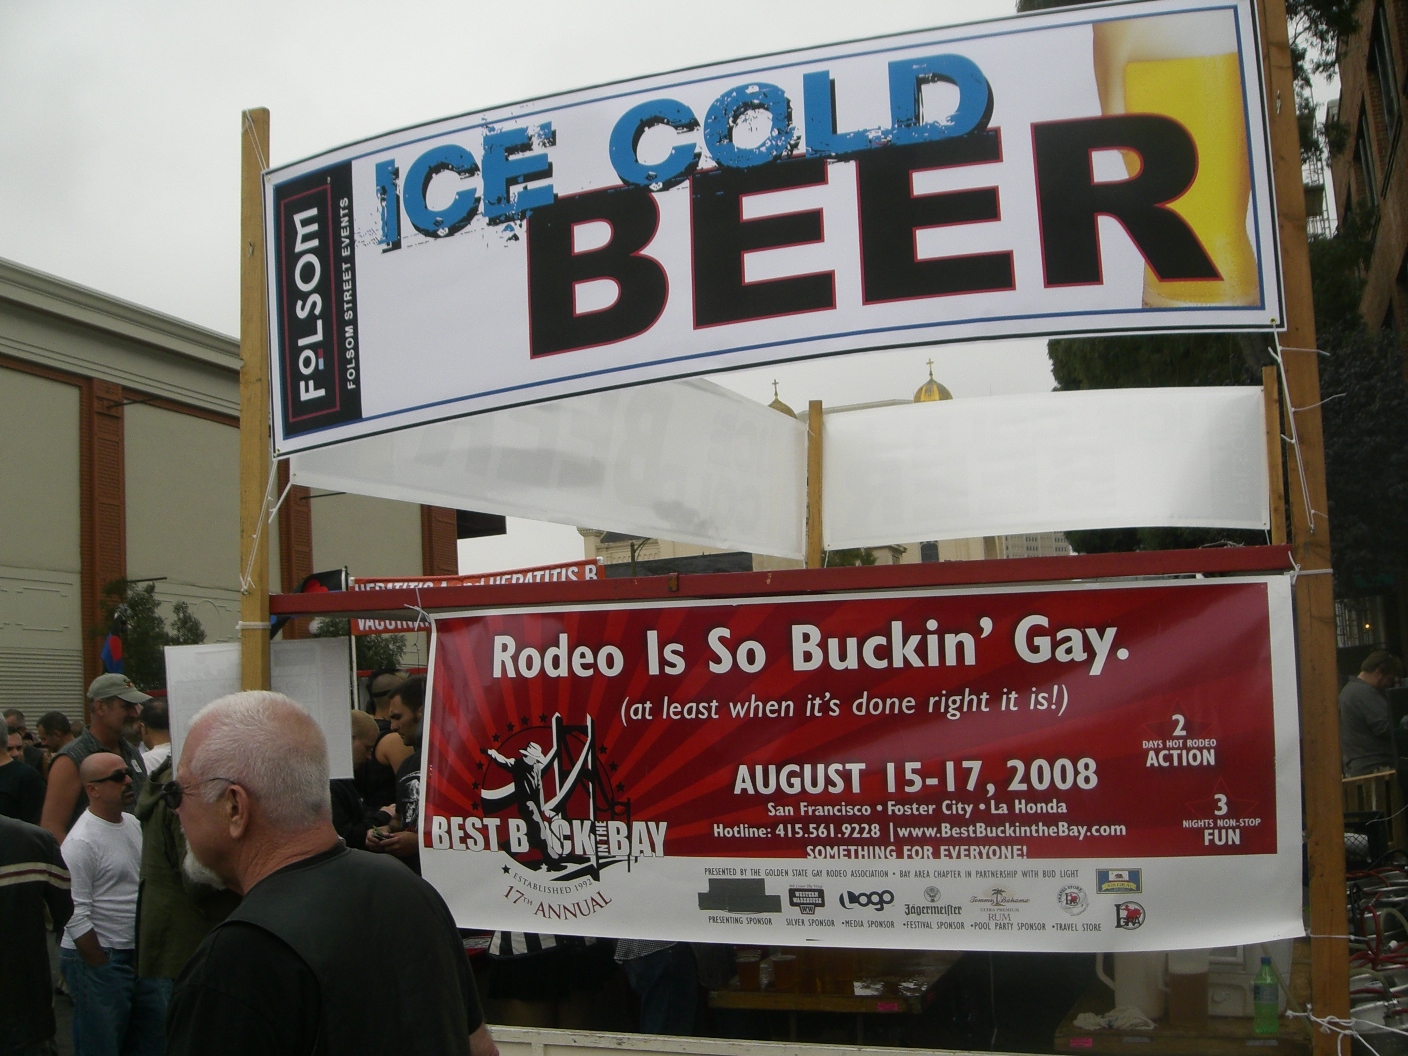 ICE COLD
BEER
FOLSOM
FOLSOM STREET EVENTS
HEPATITIS A and HEPATITIS B
Rodeo Is So Buckin' Gay.
(at least when it's done right it is!)
AUGUST 15-17, 2008
San Francisco • Foster City • La Honda
Hotline: 415.561.9228 | www.BestBuckintheBay.com
SOMETHING FOR EVERYONE!
2
DAYS HOT RODEO
ACTION
3
NIGHTS NON-STOP
FUN
BEST BUCK IN THE BAY
ESTABLISHED 1992
17TH ANNUAL
PRESENTED BY THE GOLDEN STATE GAY RODEO ASSOCIATION • BAY AREA CHAPTER IN PARTNERSHIP WITH BUD LIGHT
WESTERN
WAREHOUSE
logo
Jägermeister
Tommy Bahama
RUM
PRESENTING SPONSOR SILVER SPONSOR •MEDIA SPONSOR •FESTIVAL SPONSOR •POOL PARTY SPONSOR •TRAVEL STORE